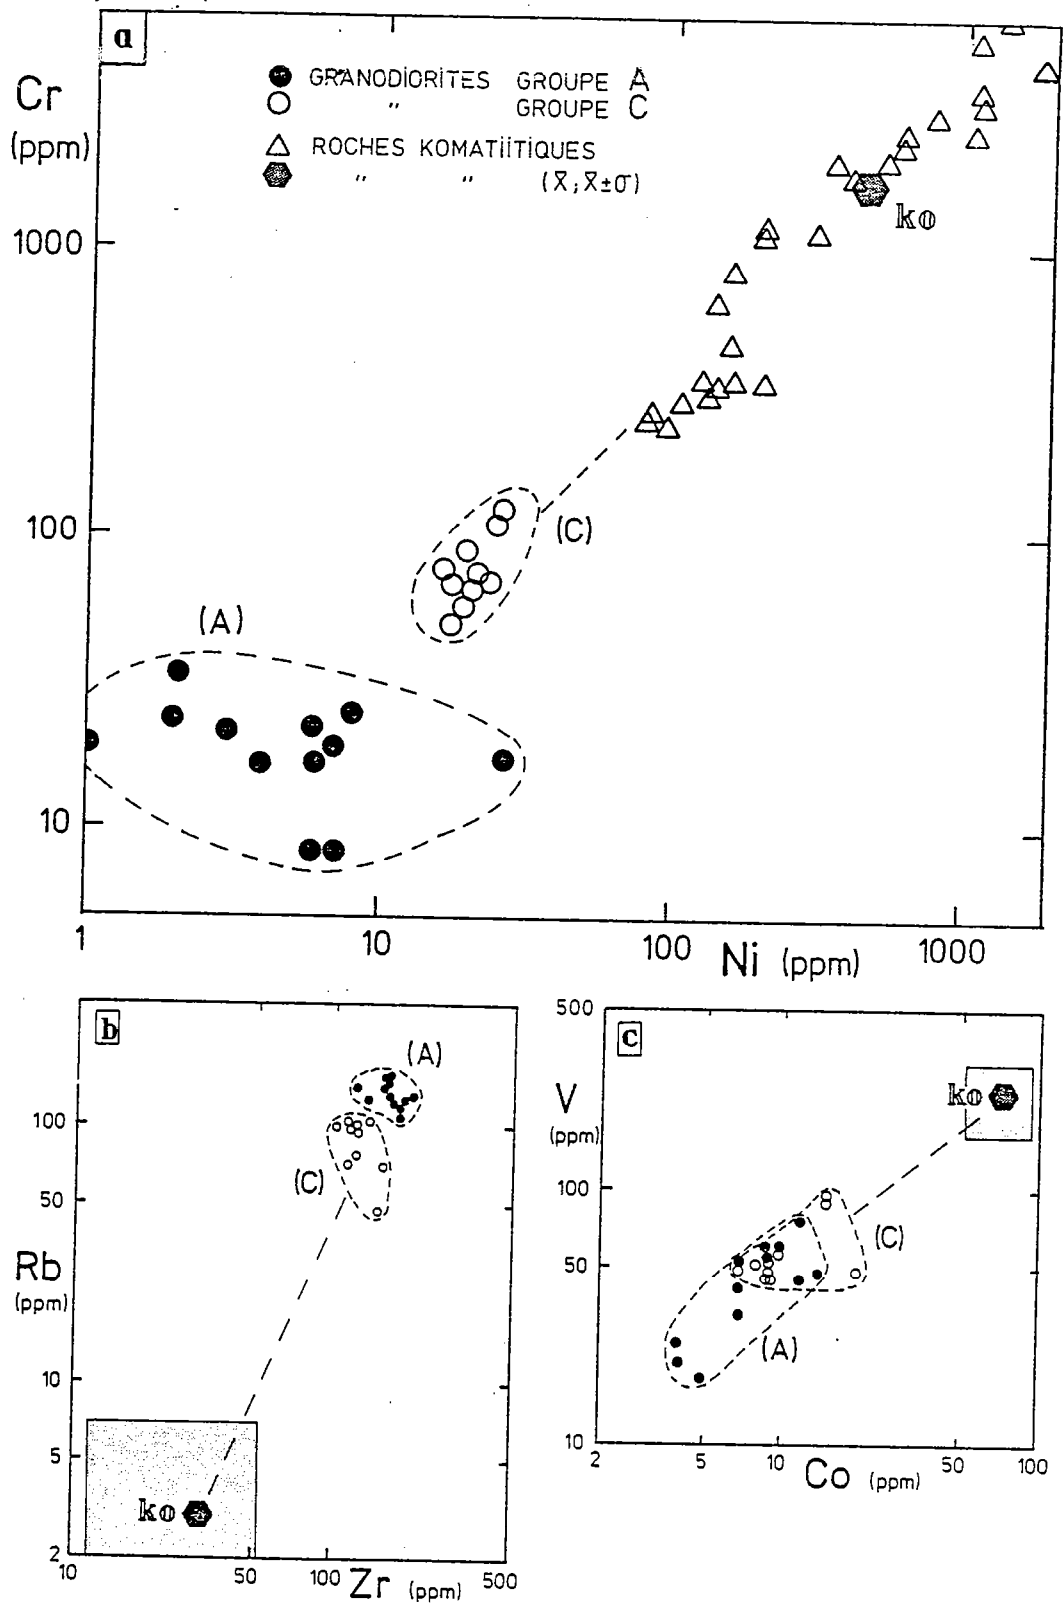 a
Cr
(ppm)
GRANODIORITES GROUPE A
" GROUPE C
ROCHES KOMATIITIQUES
" " (X̄; X̄±σ)
ko
1000
(C)
100
(A)
10
1 10 100 1000
Ni (ppm)
b
(A)
100
(C)
50
Rb
(ppm)
10
5
ko
2
10 50 100 500
Zr (ppm)
500
c
V
(ppm)
ko
100
(C)
50
(A)
10
2 5 10 50 100
Co (ppm)